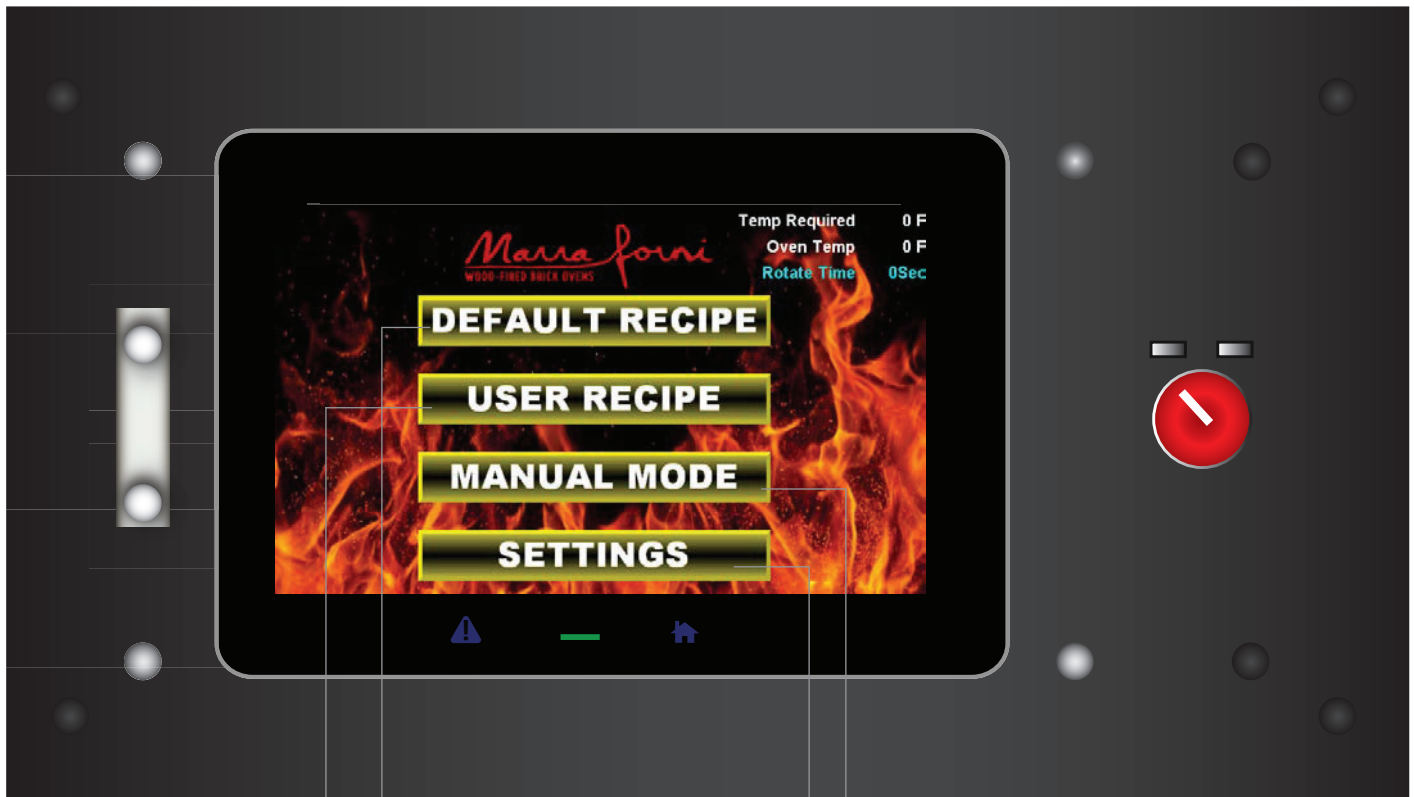 Temp Required 0 F
Marra forni
Oven Temp 0 F
WOOD-FIRED BRICK OVENS
Rotate Time 0Sec
DEFAULT RECIPE
USER RECIPE
MANUAL MODE
SETTINGS